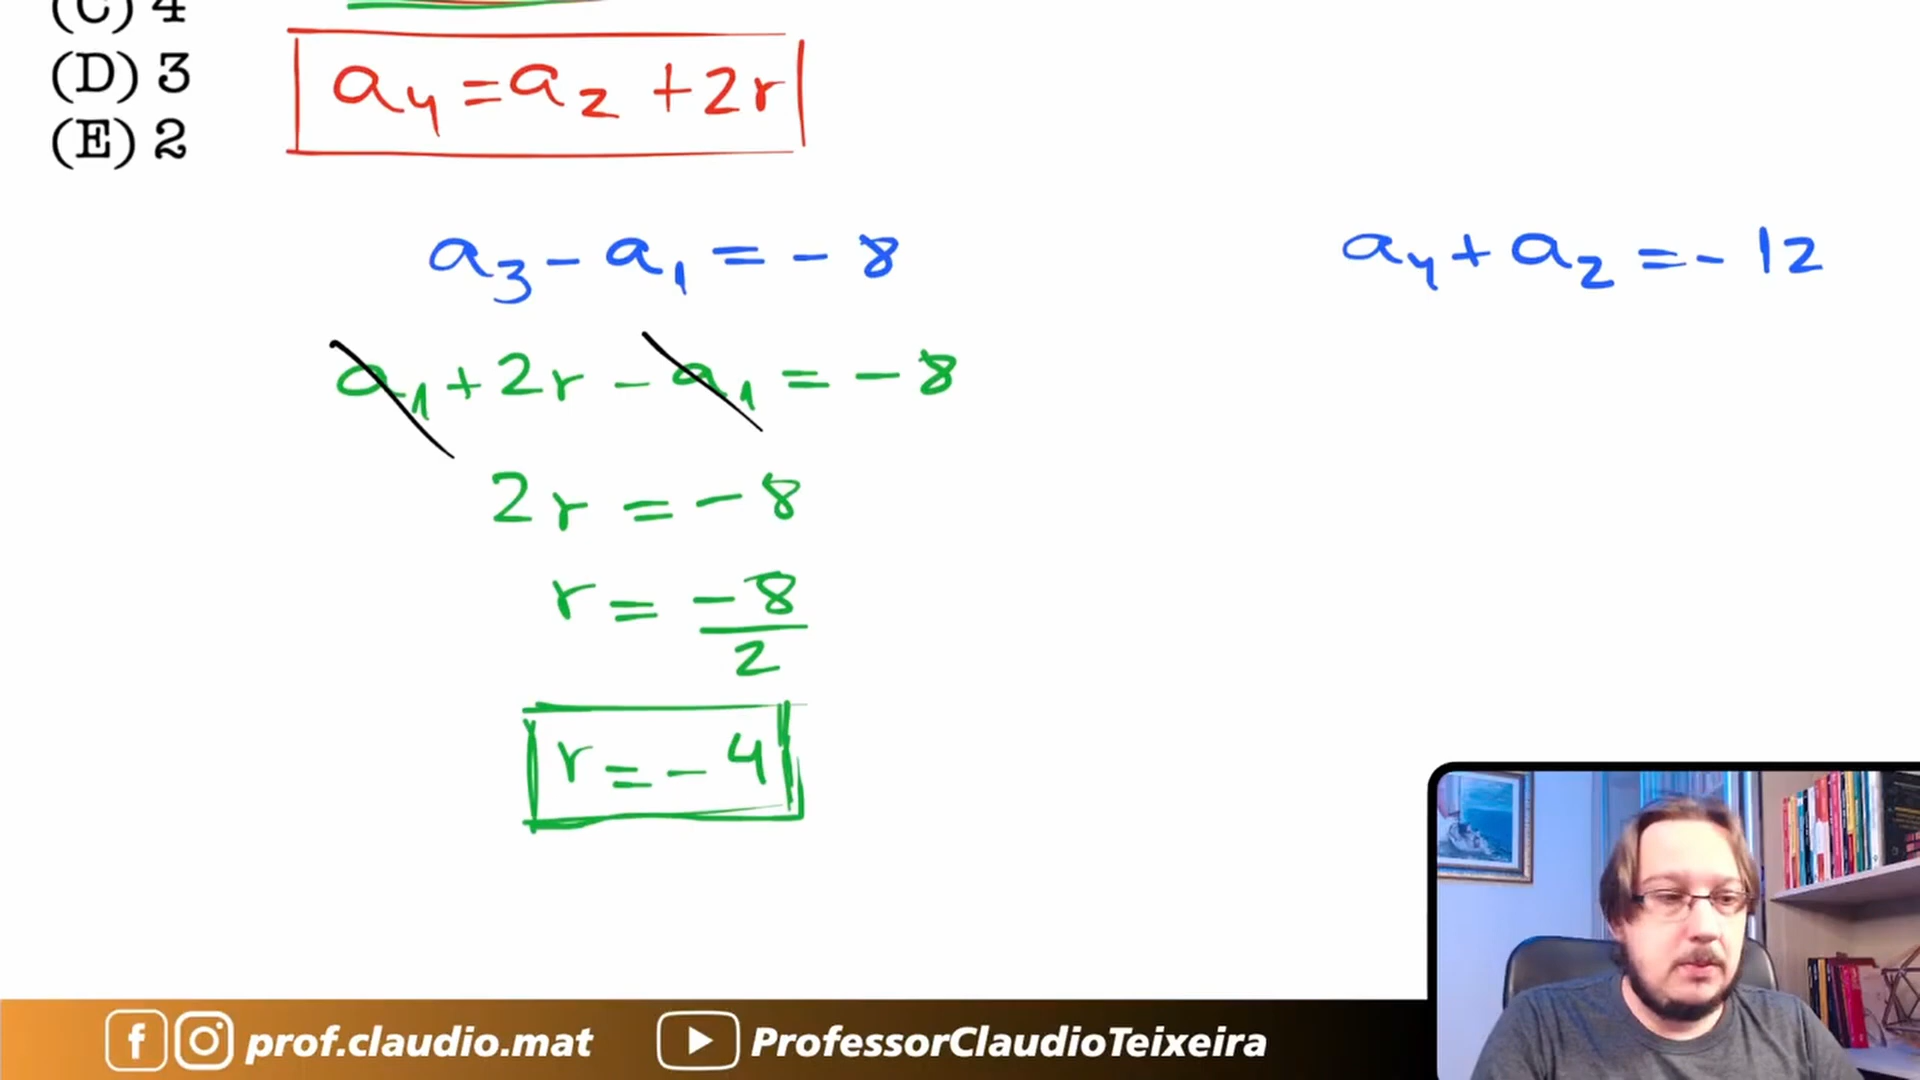 (C) 4
(D) 3
(E) 2
a₄ = a₂ + 2r
a₃ - a₁ = - 8
a₄ + a₂ = - 12
a₁ + 2r - a₁ = - 8
2r = - 8
r = - 8
2
r = - 4
prof.claudio.mat
ProfessorClaudioTeixeira